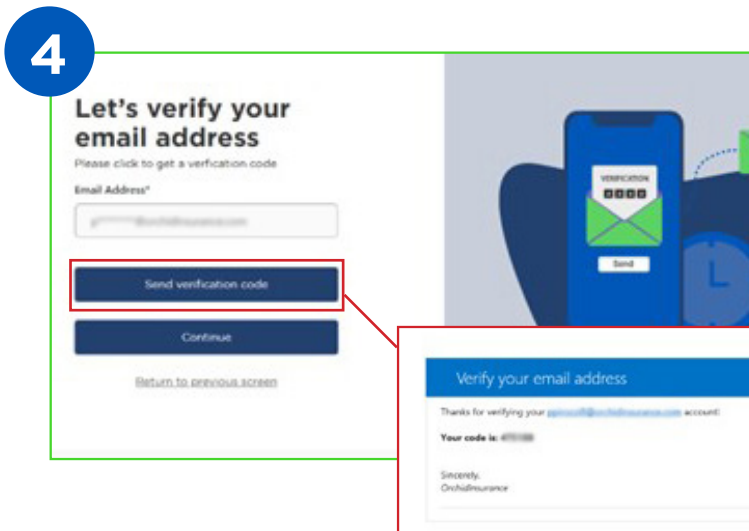 4
Let's verify your
email address
Please click to get a verfication code
Email Address*
Send verification code
Continue
Return to previous screen
VERIFICATION
Send
Verify your email address
Thanks for verifying your account!
Your code is:
Sincerely,
OrchidInsurance